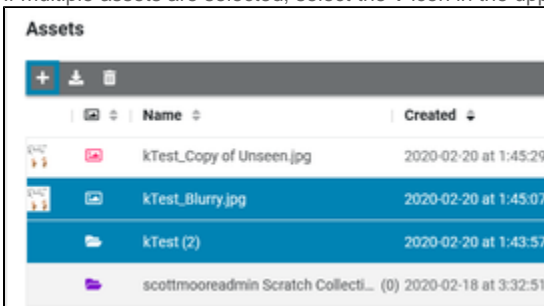 Assets
Name Created
kTest_Copy of Unseen.jpg 2020-02-20 at 1:45:29
kTest_Blurry.jpg 2020-02-20 at 1:45:07
kTest (2) 2020-02-20 at 1:43:57
scottmooreadmin Scratch Collecti... (0) 2020-02-18 at 3:32:51